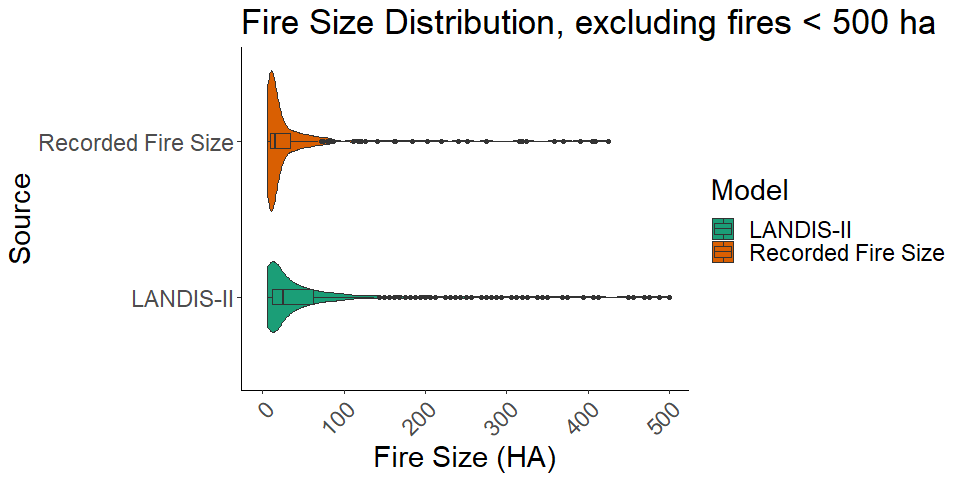 Fire Size Distribution, excluding fires < 500 ha
Source
Recorded Fire Size
LANDIS-II
0
100
200
300
400
500
Fire Size (HA)
Model
LANDIS-II
Recorded Fire Size